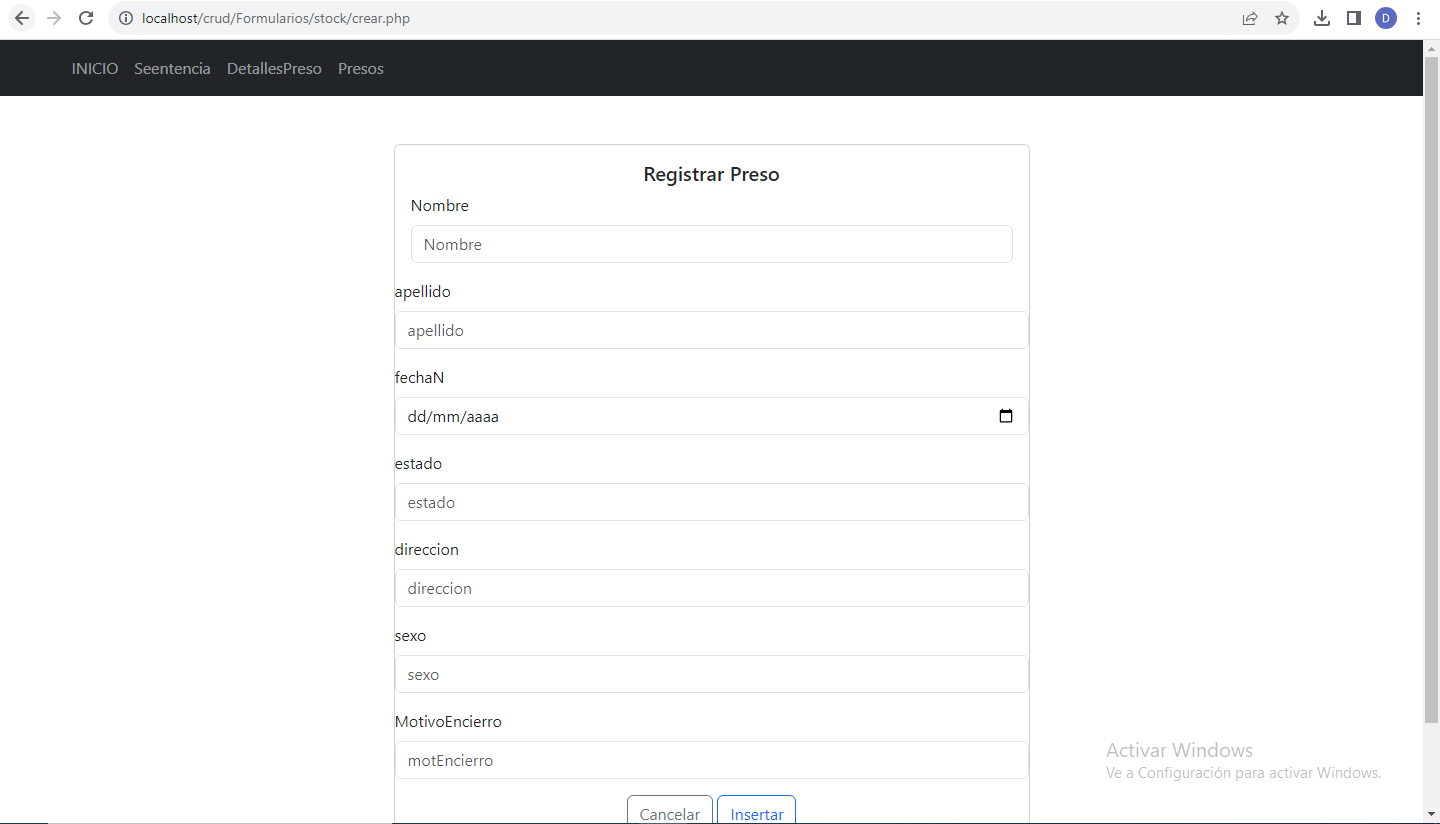 localhost/crud/Formularios/stock/crear.php
D
INICIO Seentencia DetallesPreso Presos
Registrar Preso
Nombre
Nombre
apellido
apellido
fechaN
dd/mm/aaaa
estado
estado
direccion
direccion
sexo
sexo
MotivoEncierro
motEncierro
Cancelar Insertar
Activar Windows
Ve a Configuración para activar Windows.